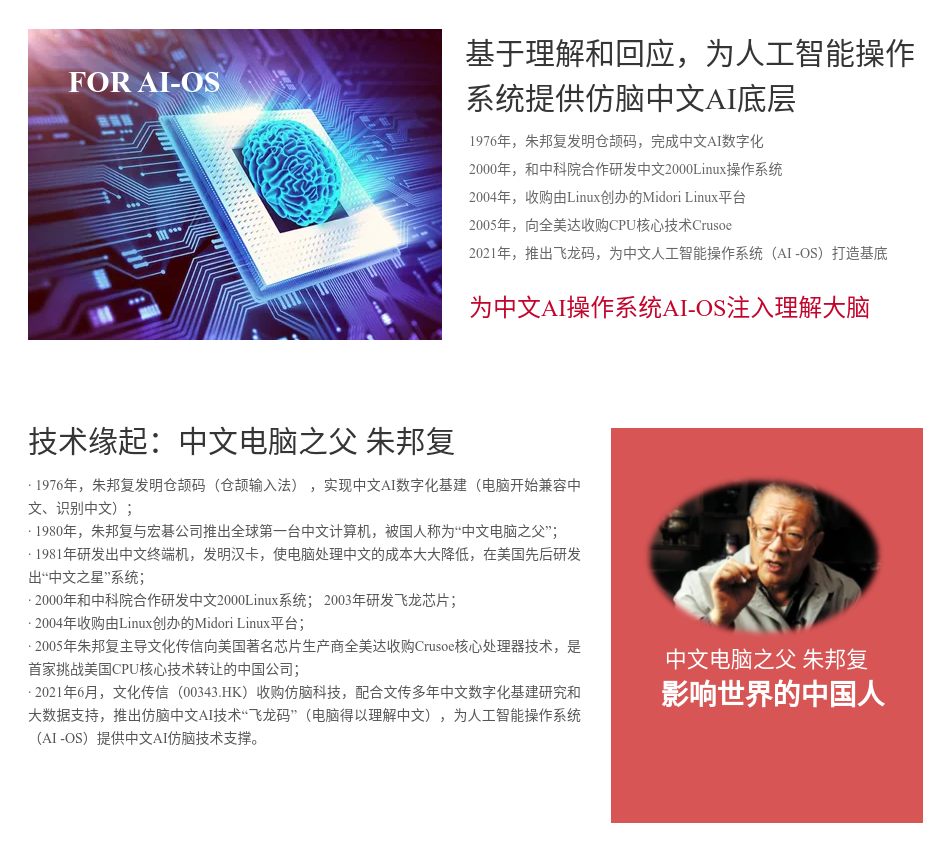 FOR AI-OS
基于理解和回应，为人工智能操作
系统提供仿脑中文AI底层
1976年，朱邦复发明仓颉码，完成中文AI数字化
2000年，和中科院合作研发中文2000Linux操作系统
2004年，收购由Linux创办的Midori Linux平台
2005年，向全美达收购CPU核心技术Crusoe
2021年，推出飞龙码，为中文人工智能操作系统（AI -OS）打造基底
为中文AI操作系统AI-OS注入理解大脑
技术缘起：中文电脑之父 朱邦复
· 1976年，朱邦复发明仓颉码（仓颉输入法），实现中文AI数字化基建（电脑开始兼容中
文、识别中文）；
· 1980年，朱邦复与宏碁公司推出全球第一台中文计算机，被国人称为“中文电脑之父”；
· 1981年研发出中文终端机，发明汉卡，使电脑处理中文的成本大大降低，在美国先后研发
出“中文之星”系统；
· 2000年和中科院合作研发中文2000Linux系统； 2003年研发飞龙芯片；
· 2004年收购由Linux创办的Midori Linux平台；
· 2005年朱邦复主导文化传信向美国著名芯片生产商全美达收购Crusoe核心处理器技术，是
首家挑战美国CPU核心技术转让的中国公司；
· 2021年6月，文化传信（00343.HK）收购仿脑科技，配合文传多年中文数字化基建研究和
大数据支持，推出仿脑中文AI技术“飞龙码”（电脑得以理解中文），为人工智能操作系统
（AI -OS）提供中文AI仿脑技术支撑。
中文电脑之父 朱邦复
影响世界的中国人